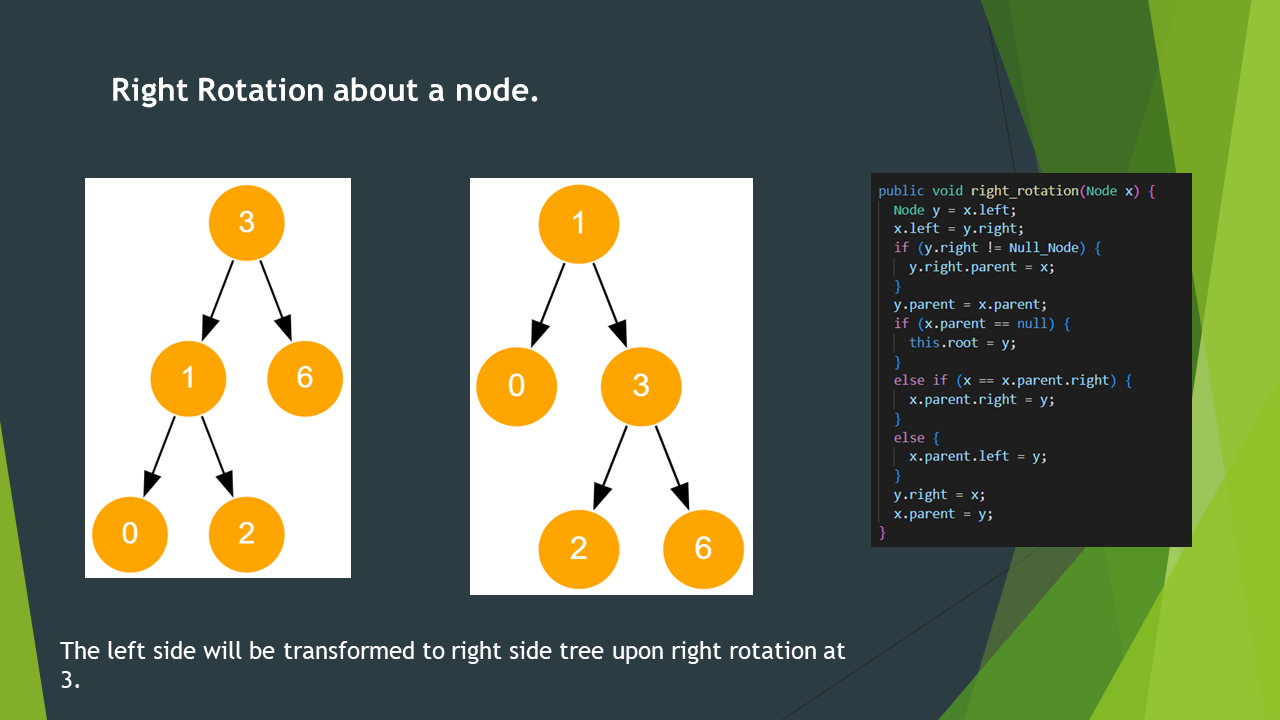 Right Rotation about a node.
3
1
6
0
2
1
0
3
2
6
public void right_rotation(Node x) {
Node y = x.left;
x.left = y.right;
if (y.right != Null_Node) {
y.right.parent = x;
}
y.parent = x.parent;
if (x.parent == null) {
this.root = y;
}
else if (x == x.parent.right) {
x.parent.right = y;
}
else {
x.parent.left = y;
}
y.right = x;
x.parent = y;
}
The left side will be transformed to right side tree upon right rotation at
3.